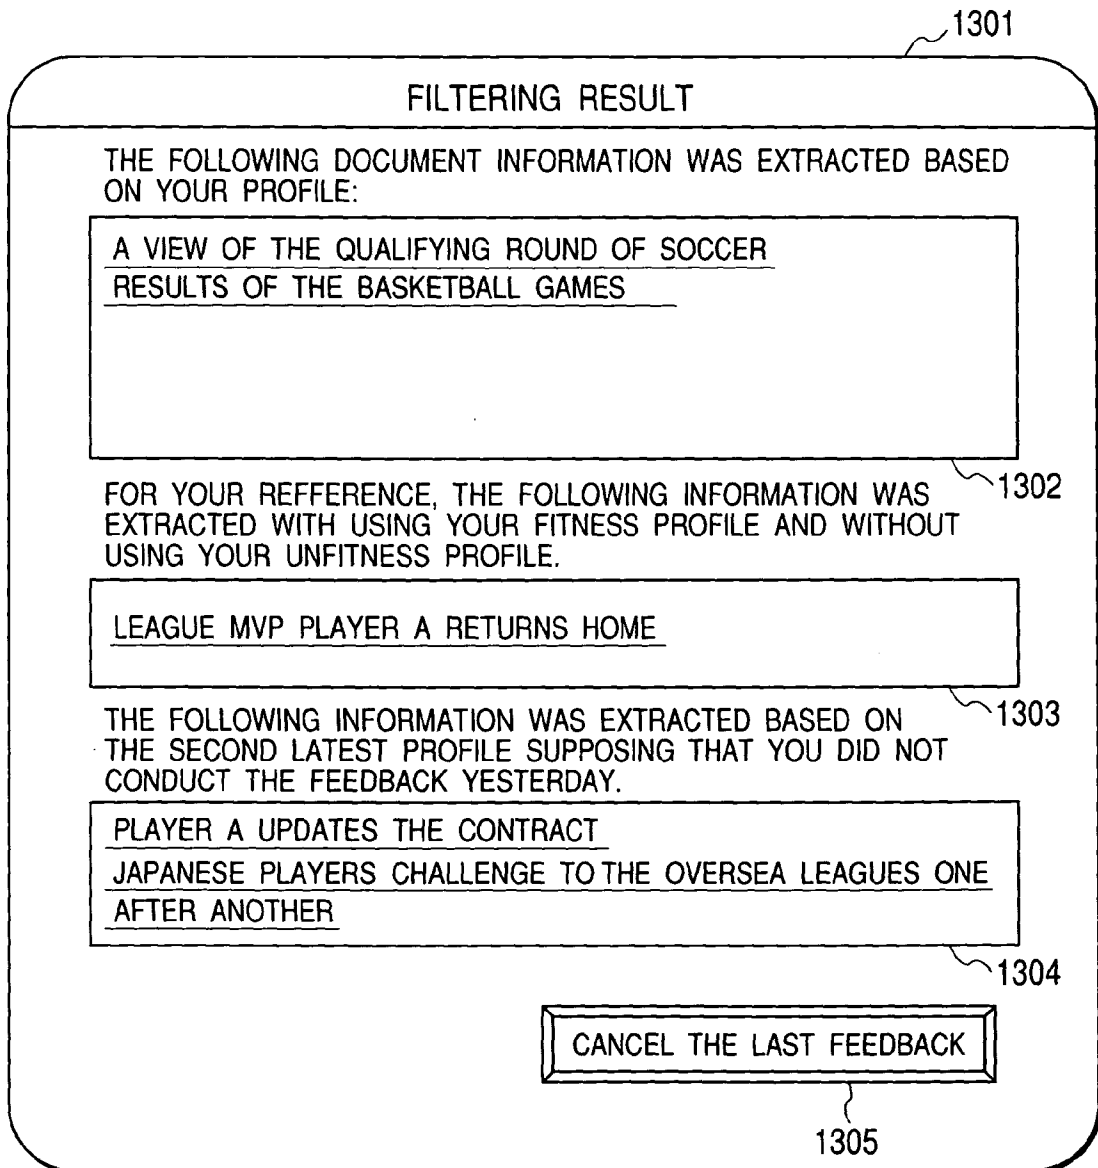 1301
FILTERING RESULT
THE FOLLOWING DOCUMENT INFORMATION WAS EXTRACTED BASED
ON YOUR PROFILE:
A VIEW OF THE QUALIFYING ROUND OF SOCCER
RESULTS OF THE BASKETBALL GAMES
1302
FOR YOUR REFFERENCE, THE FOLLOWING INFORMATION WAS
EXTRACTED WITH USING YOUR FITNESS PROFILE AND WITHOUT
USING YOUR UNFITNESS PROFILE.
LEAGUE MVP PLAYER A RETURNS HOME
1303
THE FOLLOWING INFORMATION WAS EXTRACTED BASED ON
THE SECOND LATEST PROFILE SUPPOSING THAT YOU DID NOT
CONDUCT THE FEEDBACK YESTERDAY.
PLAYER A UPDATES THE CONTRACT
JAPANESE PLAYERS CHALLENGE TO THE OVERSEA LEAGUES ONE
AFTER ANOTHER
1304
CANCEL THE LAST FEEDBACK
1305